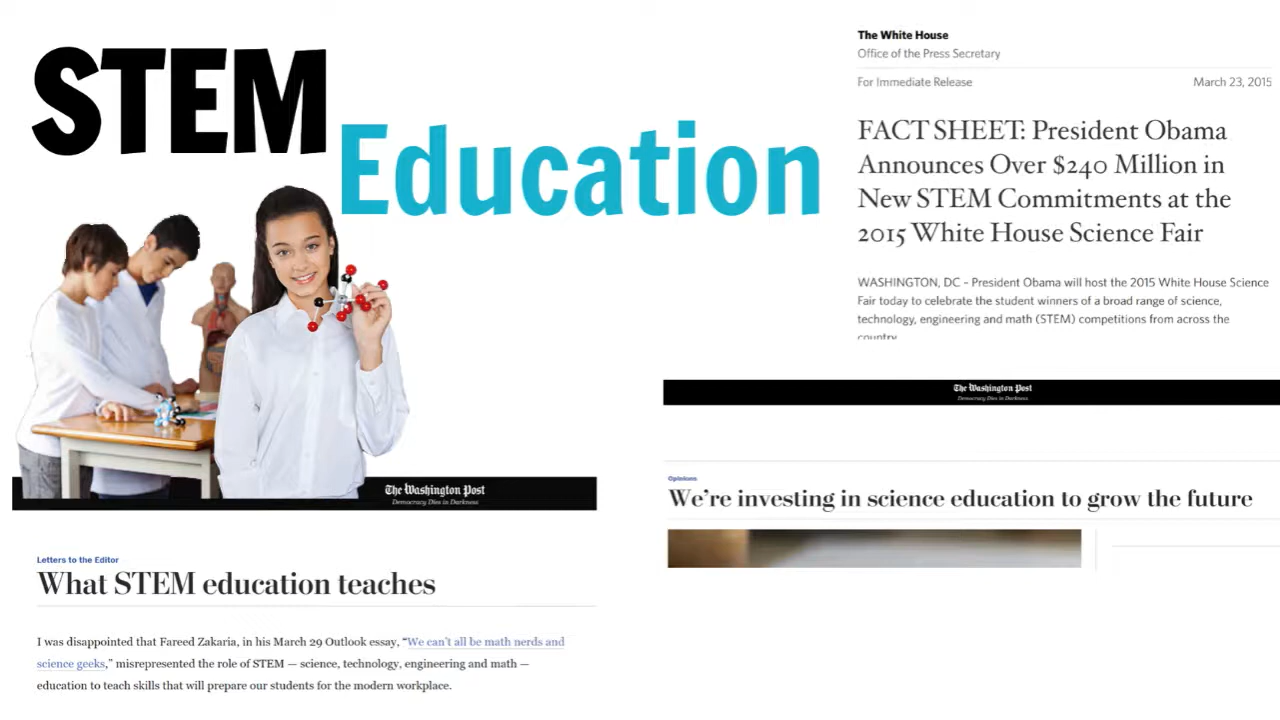 STEM
Education
The White House
Office of the Press Secretary
For Immediate Release March 23, 2015
FACT SHEET: President Obama
Announces Over $240 Million in
New STEM Commitments at the
2015 White House Science Fair
WASHINGTON, DC – President Obama will host the 2015 White House Science
Fair today to celebrate the student winners of a broad range of science,
technology, engineering and math (STEM) competitions from across the
country.
The Washington Post
Democracy Dies in Darkness
Letters to the Editor
What STEM education teaches
I was disappointed that Fareed Zakaria, in his March 29 Outlook essay, “We can’t all be math nerds and
science geeks,” misrepresented the role of STEM — science, technology, engineering and math —
education to teach skills that will prepare our students for the modern workplace.
The Washington Post
Democracy Dies in Darkness
Opinions
We’re investing in science education to grow the future